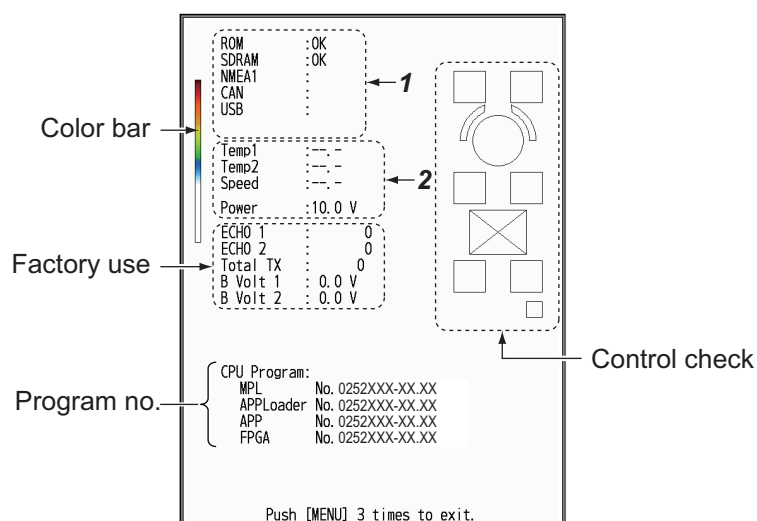 ROM :OK
SDRAM :OK
NMEA1 :
CAN :
USB :
1
Color bar
Temp1 :--.-
Temp2 :--.-
Speed :--.-
Power :10.0 V
2
ECHO 1 : 0
ECHO 2 : 0
Total TX : 0
B Volt 1 : 0.0 V
B Volt 2 : 0.0 V
Factory use
Control check
Program no.
CPU Program:
MPL No. 0252XXX-XX.XX
APPLoader No. 0252XXX-XX.XX
APP No. 0252XXX-XX.XX
FPGA No. 0252XXX-XX.XX
Push [MENU] 3 times to exit.